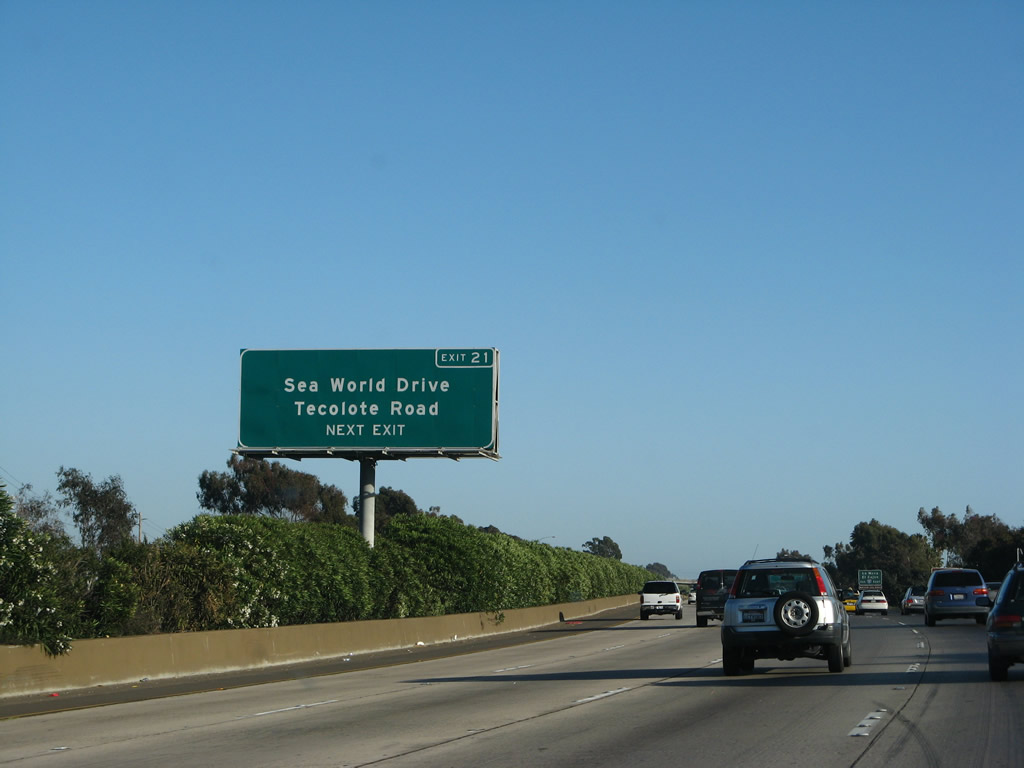 EXIT 21
Sea World Drive
Tecolote Road
NEXT EXIT